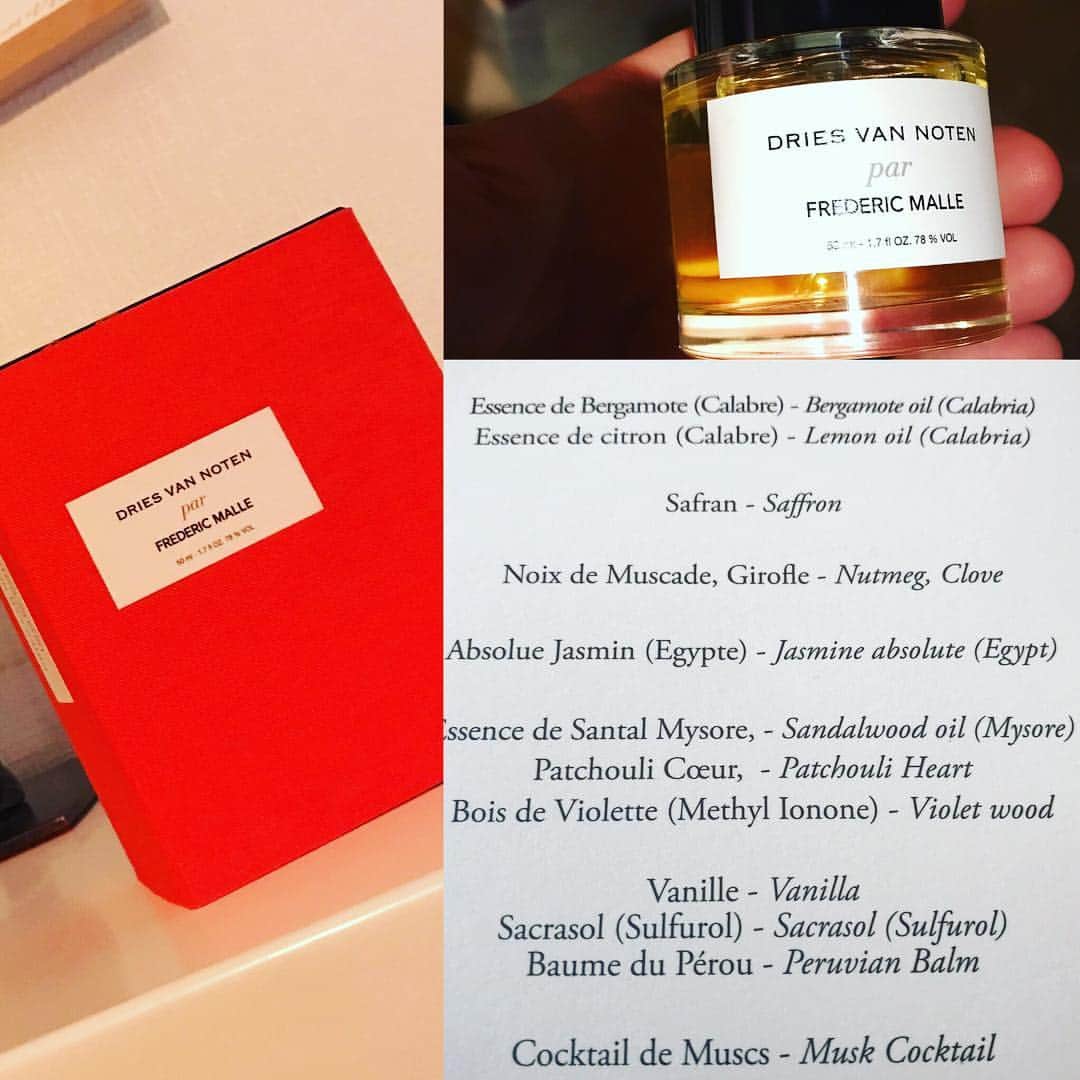 DRIES VAN NOTEN
par
FREDERIC MALLE
50 ml - 1.7 fl OZ. 78 % VOL
DRIES VAN NOTEN
par
FREDERIC MALLE
50 ml - 1.7 fl OZ. 78 % VOL
Essence de Bergamote (Calabre) - Bergamote oil (Calabria)
Essence de citron (Calabre) - Lemon oil (Calabria)
Safran - Saffron
Noix de Muscade, Girofle - Nutmeg, Clove
Absolue Jasmin (Egypte) - Jasmine absolute (Egypt)
ssence de Santal Mysore, - Sandalwood oil (Mysore)
Patchouli Cœur, - Patchouli Heart
Bois de Violette (Methyl Ionone) - Violet wood
Vanille - Vanilla
Sacrasol (Sulfurol) - Sacrasol (Sulfurol)
Baume du Pérou - Peruvian Balm
Cocktail de Muscs - Musk Cocktail